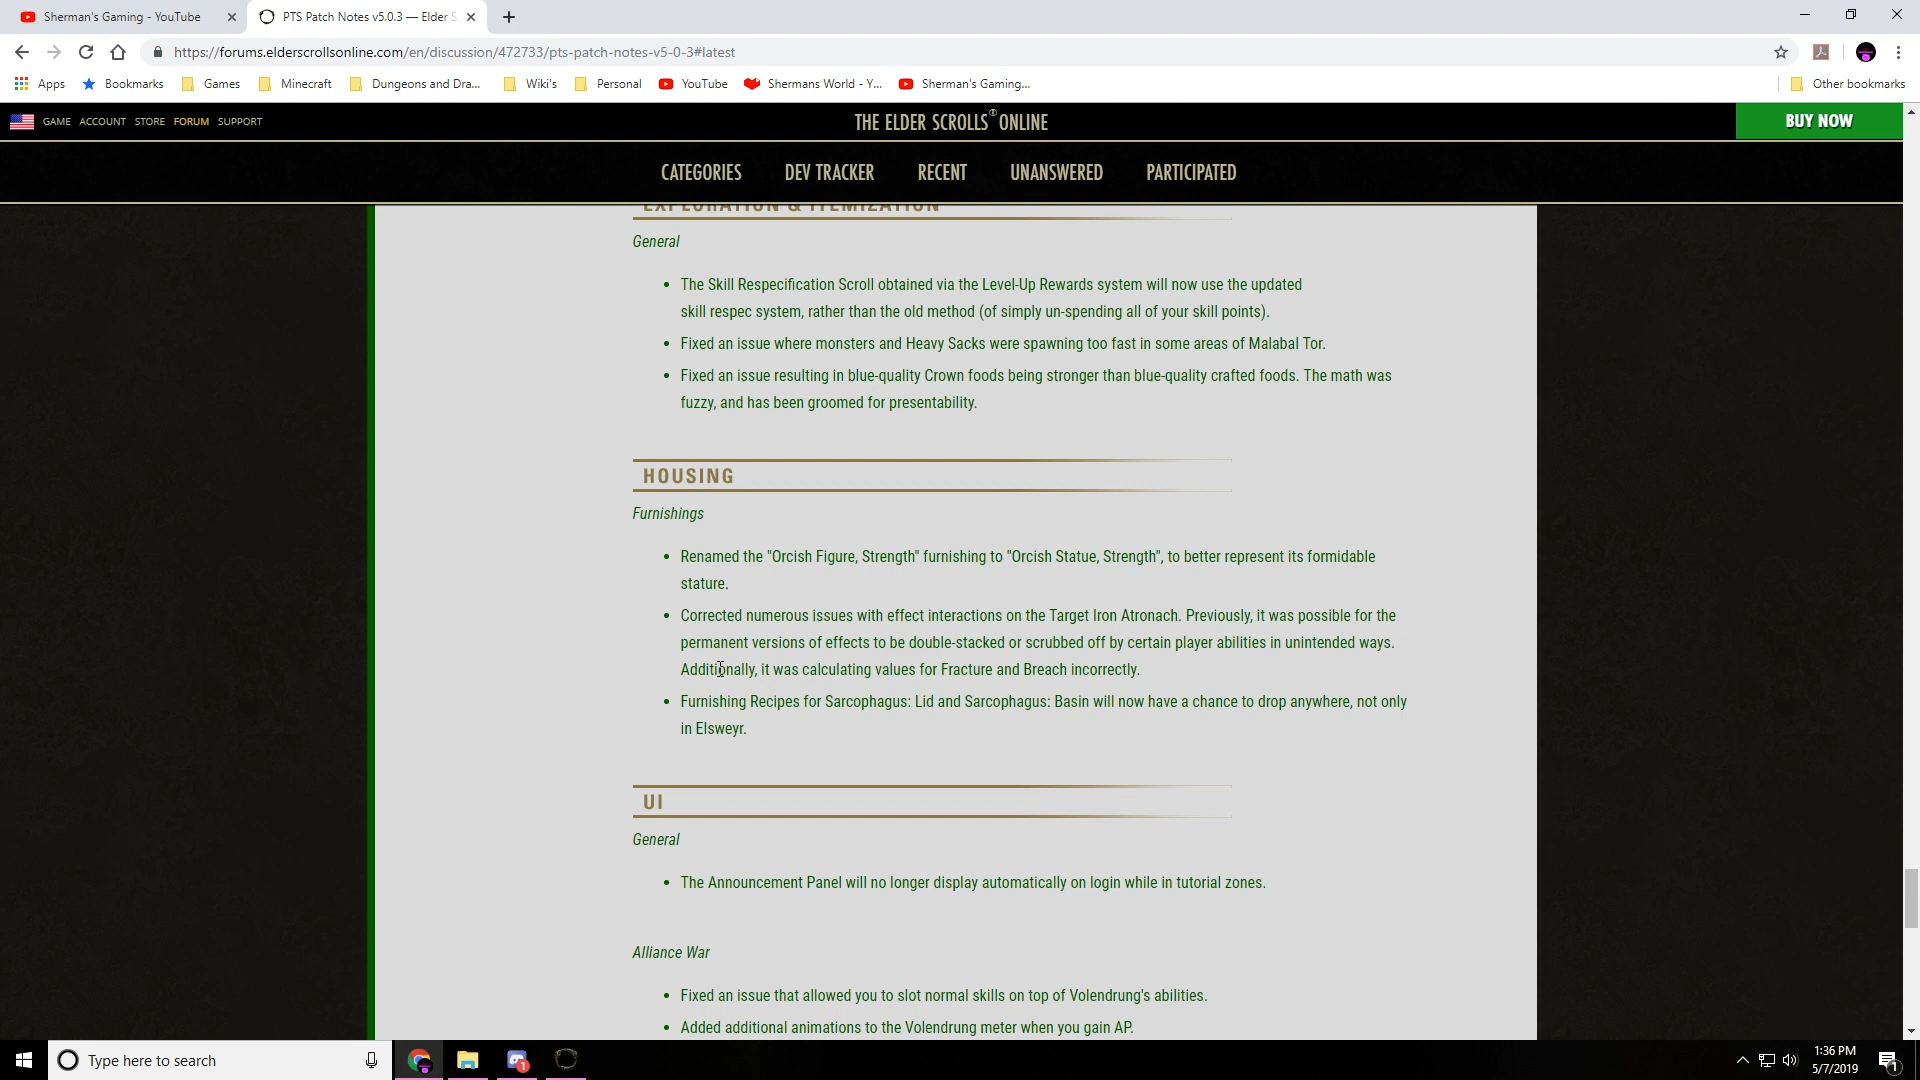 Sherman's Gaming - YouTube
PTS Patch Notes v5.0.3 — Elder S
https://forums.elderscrollsonline.com/en/discussion/472733/pts-patch-notes-v5-0-3#latest
Apps Bookmarks Games Minecraft Dungeons and Dra... Wiki's Personal YouTube Shermans World - Y... Sherman's Gaming... Other bookmarks
GAME ACCOUNT STORE FORUM SUPPORT
THE ELDER SCROLLS® ONLINE
BUY NOW
CATEGORIES DEV TRACKER RECENT UNANSWERED PARTICIPATED
EXPLORATION & ITEMIZATION
General
• The Skill Respecification Scroll obtained via the Level-Up Rewards system will now use the updated
skill respec system, rather than the old method (of simply un-spending all of your skill points).
• Fixed an issue where monsters and Heavy Sacks were spawning too fast in some areas of Malabal Tor.
• Fixed an issue resulting in blue-quality Crown foods being stronger than blue-quality crafted foods. The math was
fuzzy, and has been groomed for presentability.
HOUSING
Furnishings
• Renamed the "Orcish Figure, Strength" furnishing to "Orcish Statue, Strength", to better represent its formidable
stature.
• Corrected numerous issues with effect interactions on the Target Iron Atronach. Previously, it was possible for the
permanent versions of effects to be double-stacked or scrubbed off by certain player abilities in unintended ways.
Additionally, it was calculating values for Fracture and Breach incorrectly.
• Furnishing Recipes for Sarcophagus: Lid and Sarcophagus: Basin will now have a chance to drop anywhere, not only
in Elsweyr.
UI
General
• The Announcement Panel will no longer display automatically on login while in tutorial zones.
Alliance War
• Fixed an issue that allowed you to slot normal skills on top of Volendrung's abilities.
• Added additional animations to the Volendrung meter when you gain AP.
Type here to search
1
1:36 PM
5/7/2019
1